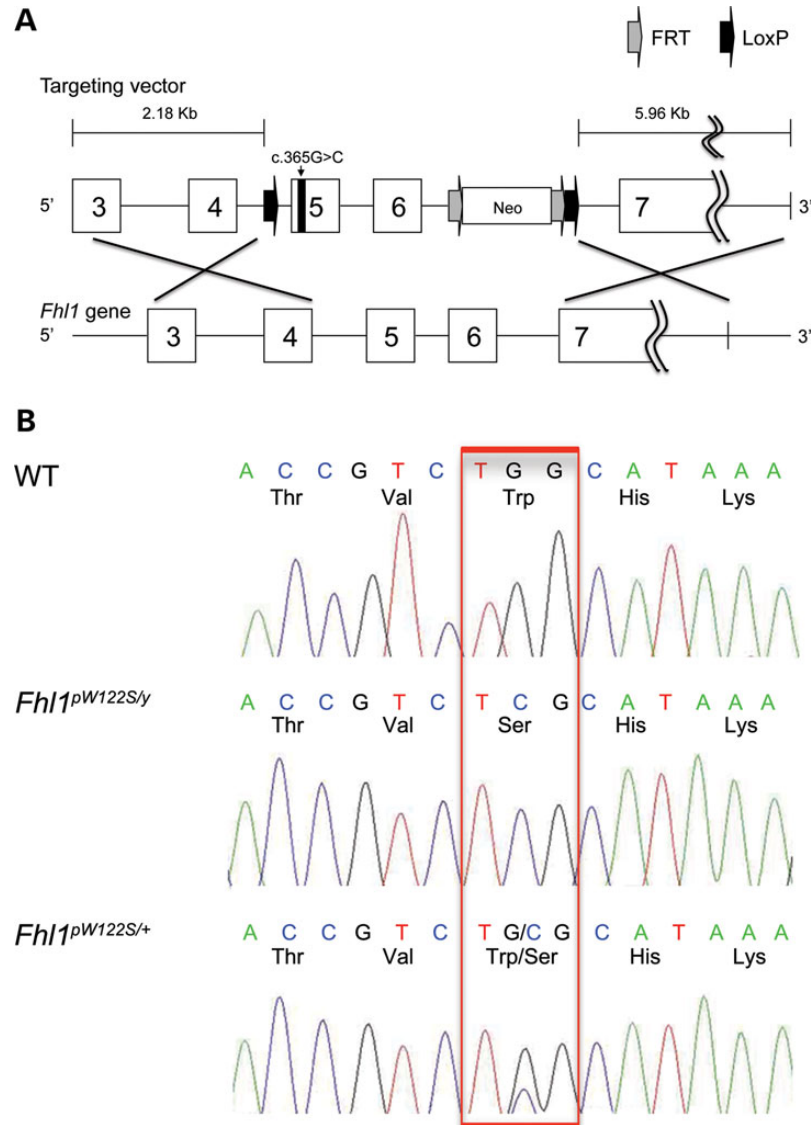 A
FRT LoxP
Targeting vector
2.18 Kb 5.96 Kb
c.365G>C
5' 3 4 5 6 Neo 7 3'
Fhl1 gene
5' 3 4 5 6 7 3'
B
WT
A C C G T C T G G C A T A A A
Thr Val Trp His Lys
Fhl1pW122S/y
A C C G T C T C G C A T A A A
Thr Val Ser His Lys
Fhl1pW122S/+
A C C G T C T G/C G C A T A A A
Thr Val Trp/Ser His Lys